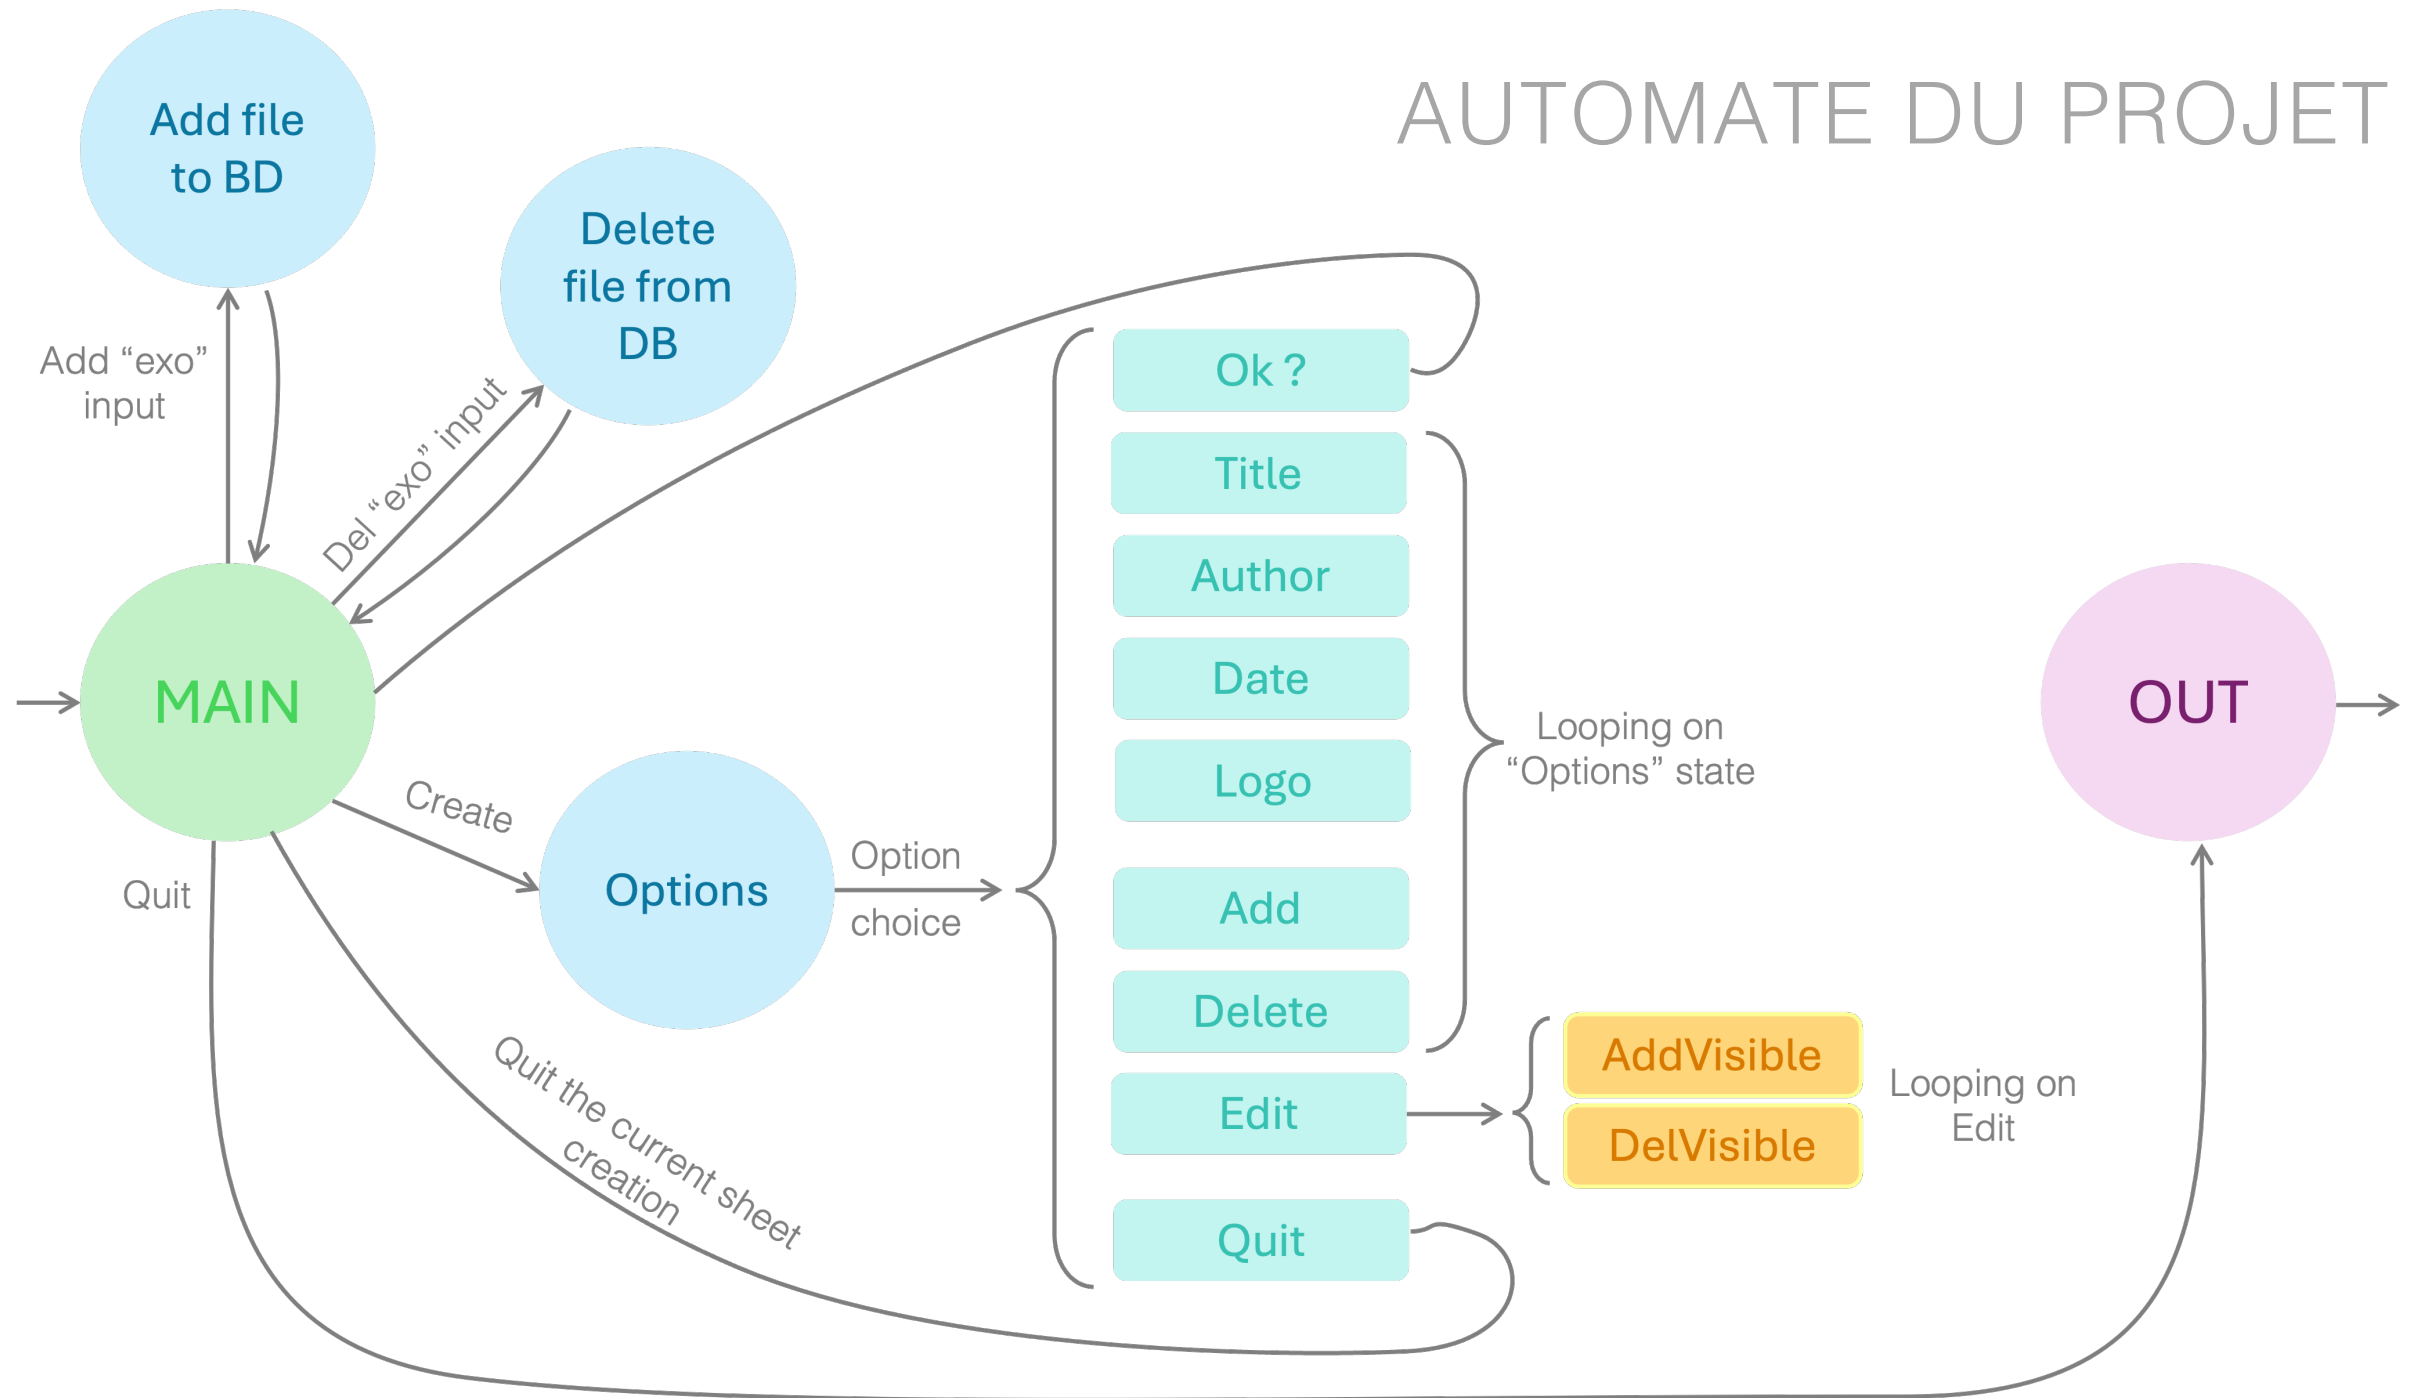 AUTOMATE DU PROJET
Add file
to BD
Delete
file from
DB
Add “exo”
input
Del “exo” input
MAIN
Create
Quit
Options
Option
choice
Quit the current sheet
creation
Ok ?
Title
Author
Date
Logo
Add
Delete
Edit
Quit
Looping on
“Options” state
AddVisible
DelVisible
Looping on
Edit
OUT